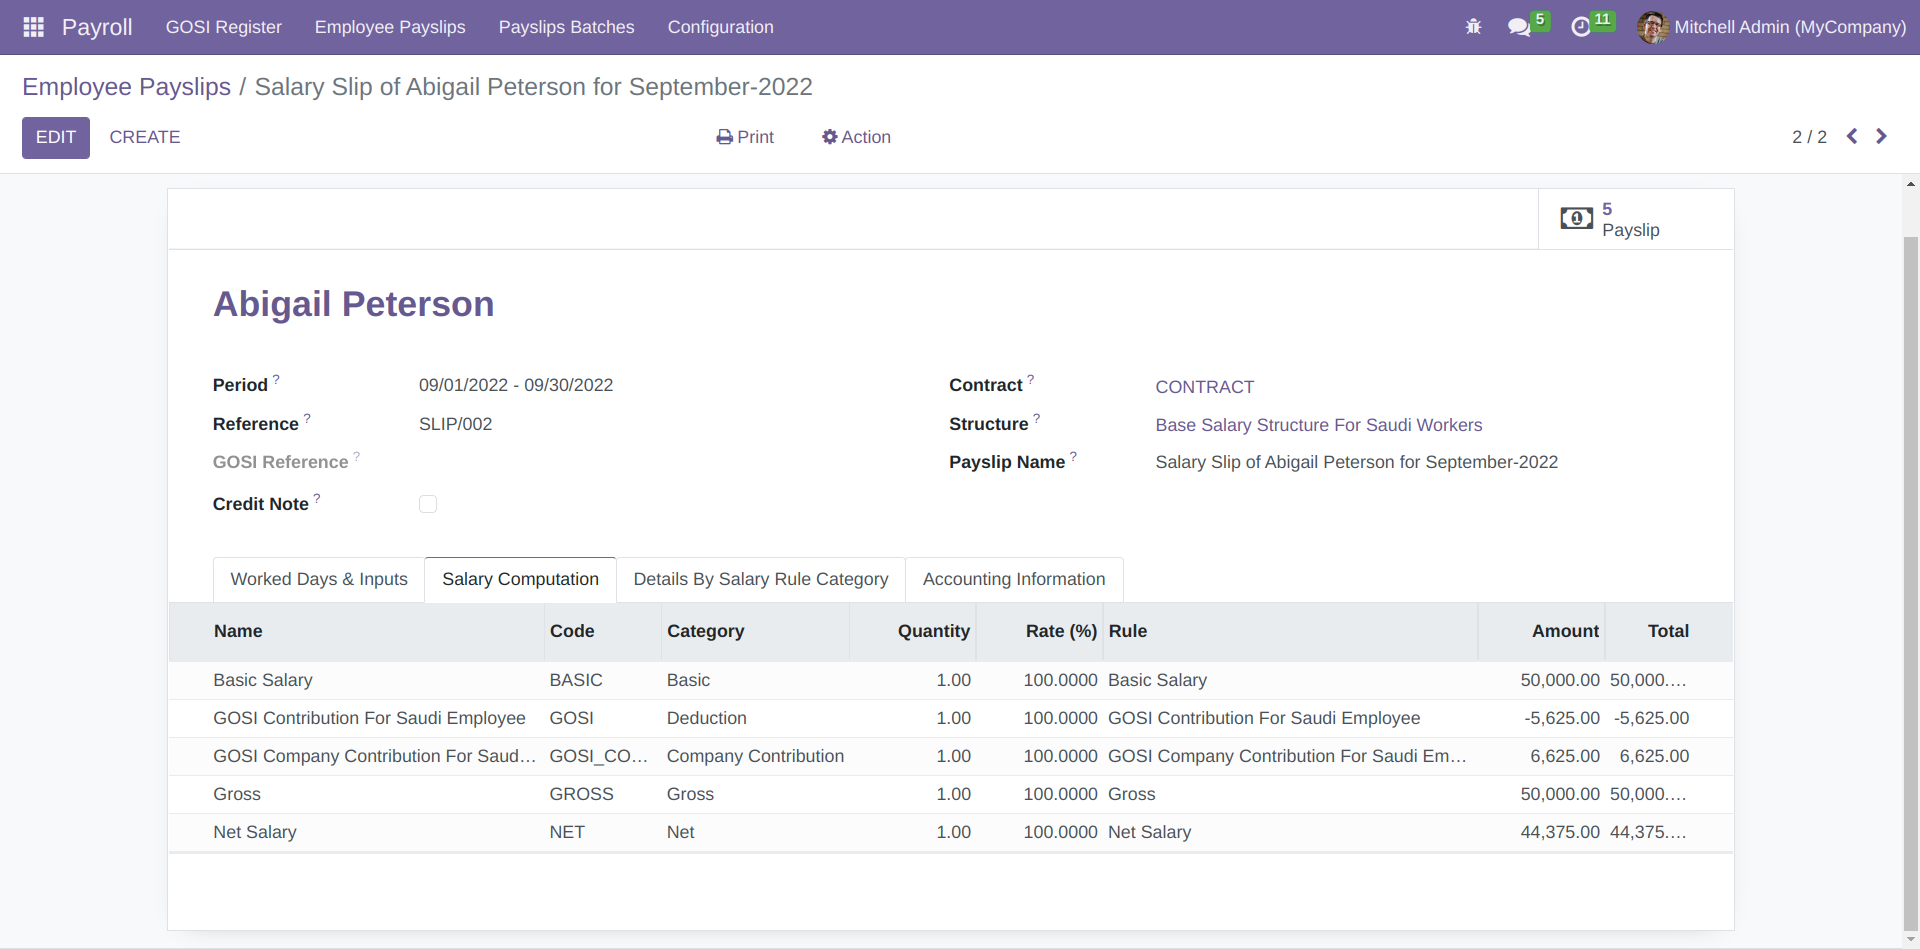 Payroll GOSI Register Employee Payslips Payslips Batches Configuration 5 11 Mitchell Admin (MyCompany)
Employee Payslips / Salary Slip of Abigail Peterson for September-2022
EDIT CREATE Print Action 2 / 2
5
Payslip
Abigail Peterson
Period ? 09/01/2022 - 09/30/2022 Contract ? CONTRACT
Reference ? SLIP/002 Structure ? Base Salary Structure For Saudi Workers
GOSI Reference ? Payslip Name ? Salary Slip of Abigail Peterson for September-2022
Credit Note ?
Worked Days & Inputs Salary Computation Details By Salary Rule Category Accounting Information
Name Code Category Quantity Rate (%) Rule Amount Total
Basic Salary BASIC Basic 1.00 100.0000 Basic Salary 50,000.00 50,000.…
GOSI Contribution For Saudi Employee GOSI Deduction 1.00 100.0000 GOSI Contribution For Saudi Employee -5,625.00 -5,625.00
GOSI Company Contribution For Saud… GOSI_CO… Company Contribution 1.00 100.0000 GOSI Company Contribution For Saudi Em… 6,625.00 6,625.00
Gross GROSS Gross 1.00 100.0000 Gross 50,000.00 50,000.…
Net Salary NET Net 1.00 100.0000 Net Salary 44,375.00 44,375.…